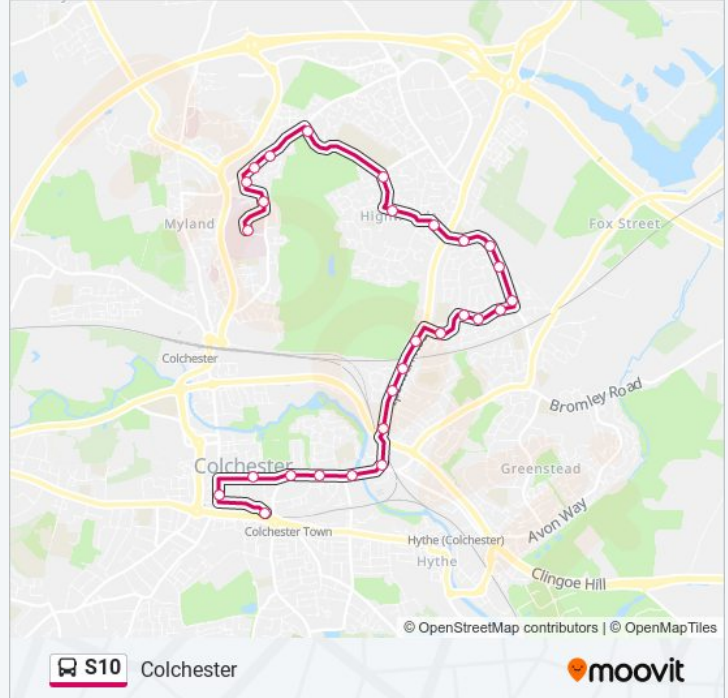 Myland
Fox Street
Colchester
Bromley Road
Colchester
Greenstead
Avon Way
Colchester Town
Hythe (Colchester)
Hythe
Clingoe Hill
© OpenStreetMap contributors | © OpenMapTiles
S10 Colchester
moovit